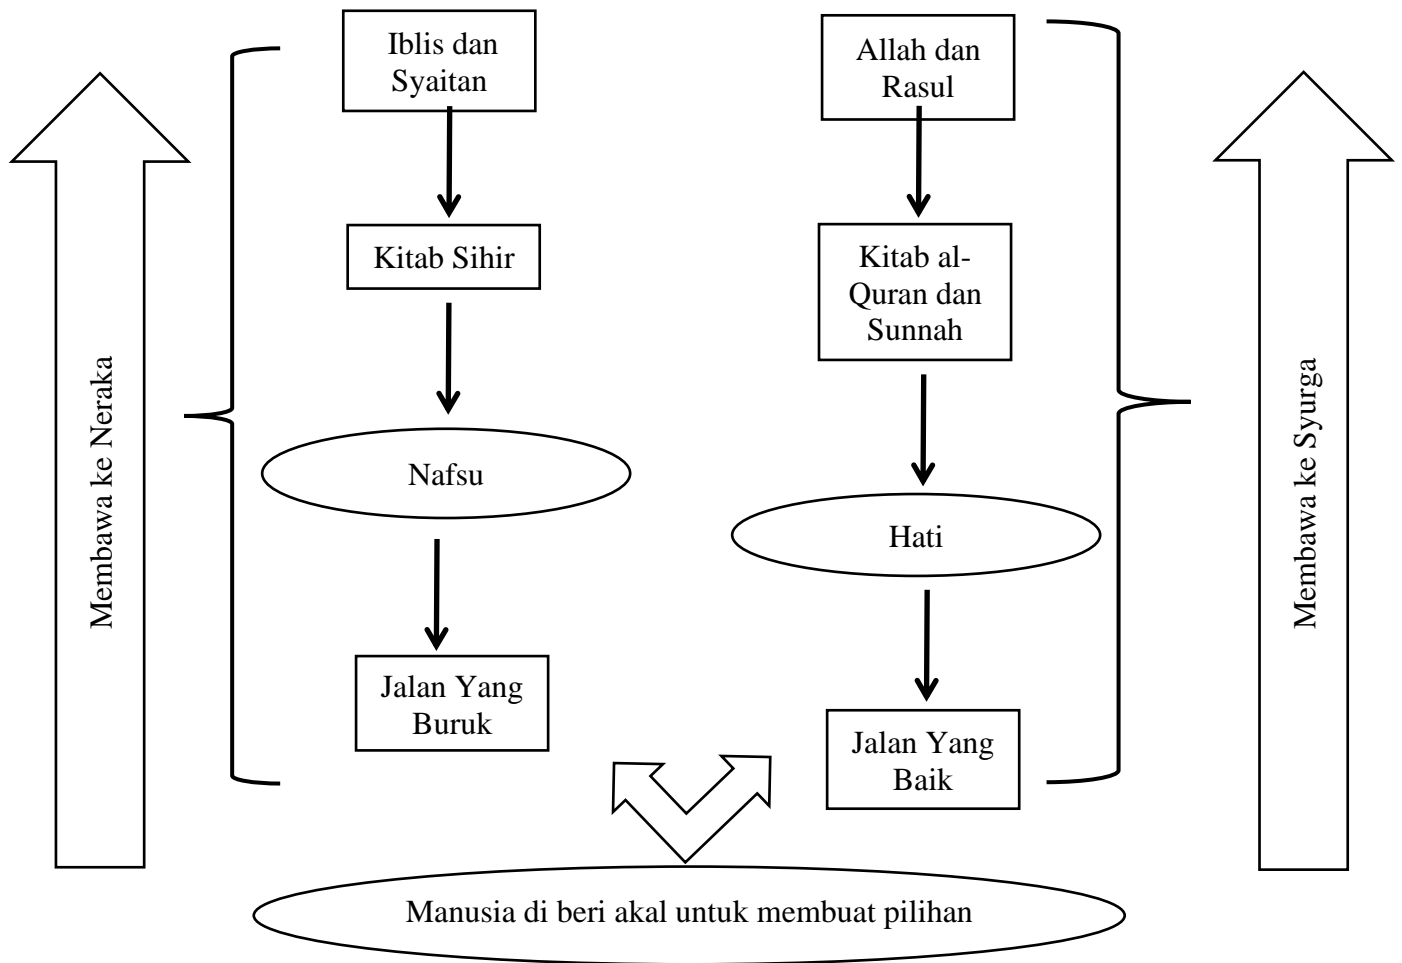 Iblis dan
Syaitan
Allah dan
Rasul
Kitab Sihir
Kitab al-
Quran dan
Sunnah
Membawa ke Neraka
Membawa ke Syurga
Nafsu
Hati
Jalan Yang
Buruk
Jalan Yang
Baik
Manusia di beri akal untuk membuat pilihan